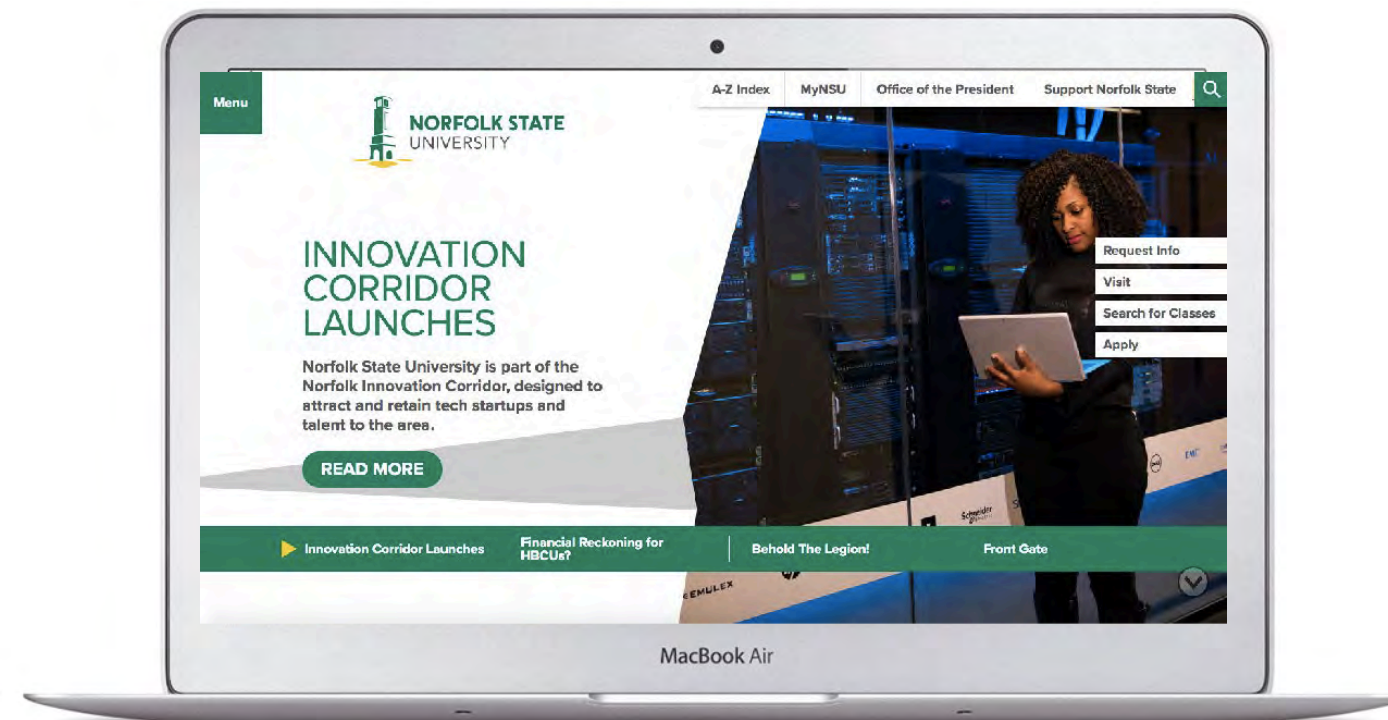 Menu
A-Z Index
MyNSU
Office of the President
Support Norfolk State
NORFOLK STATE
UNIVERSITY
INNOVATION
CORRIDOR
LAUNCHES
Norfolk State University is part of the
Norfolk Innovation Corridor, designed to
attract and retain tech startups and
talent to the area.
READ MORE
Request Info
Visit
Search for Classes
Apply
Schneider
Innovation Corridor Launches
Financial Reckoning for
HBCUs?
Behold The Legion!
Front Gate
EMULEX
MacBook Air